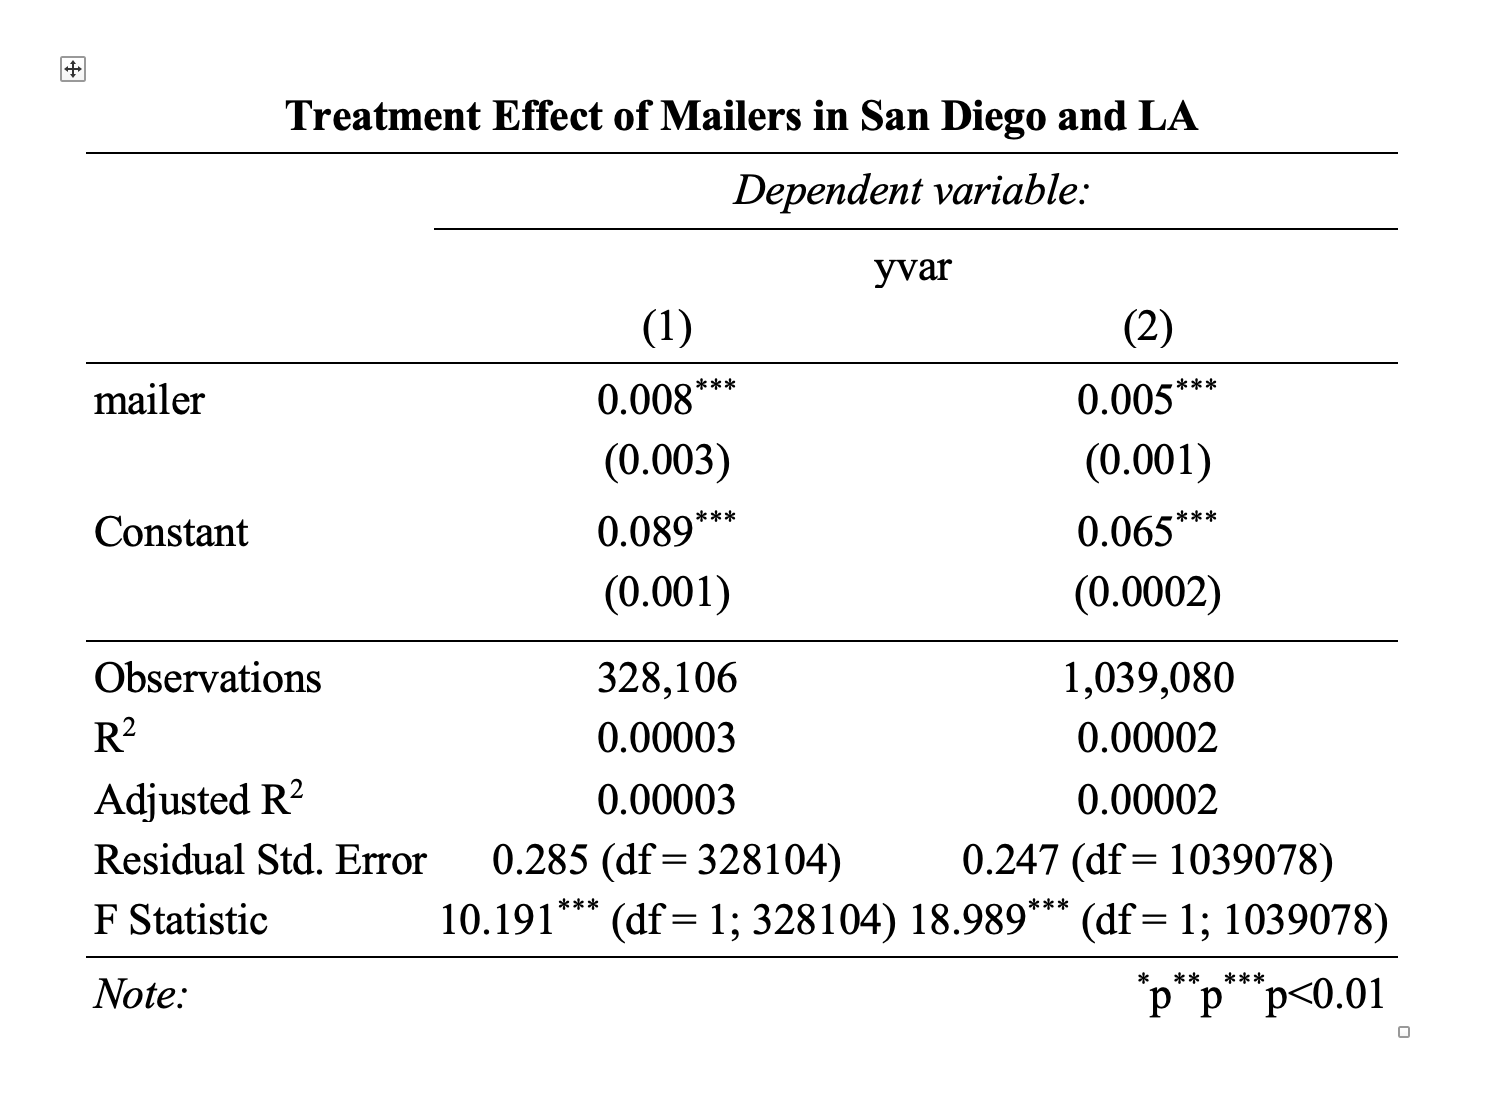 Treatment Effect of Mailers in San Diego and LA
Dependent variable:
yvar
(1) (2)
mailer 0.008*** 0.005***
(0.003) (0.001)
Constant 0.089*** 0.065***
(0.001) (0.0002)
Observations 328,106 1,039,080
R² 0.00003 0.00002
Adjusted R² 0.00003 0.00002
Residual Std. Error 0.285 (df = 328104) 0.247 (df = 1039078)
F Statistic 10.191*** (df = 1; 328104) 18.989*** (df = 1; 1039078)
Note: *p**p***p<0.01